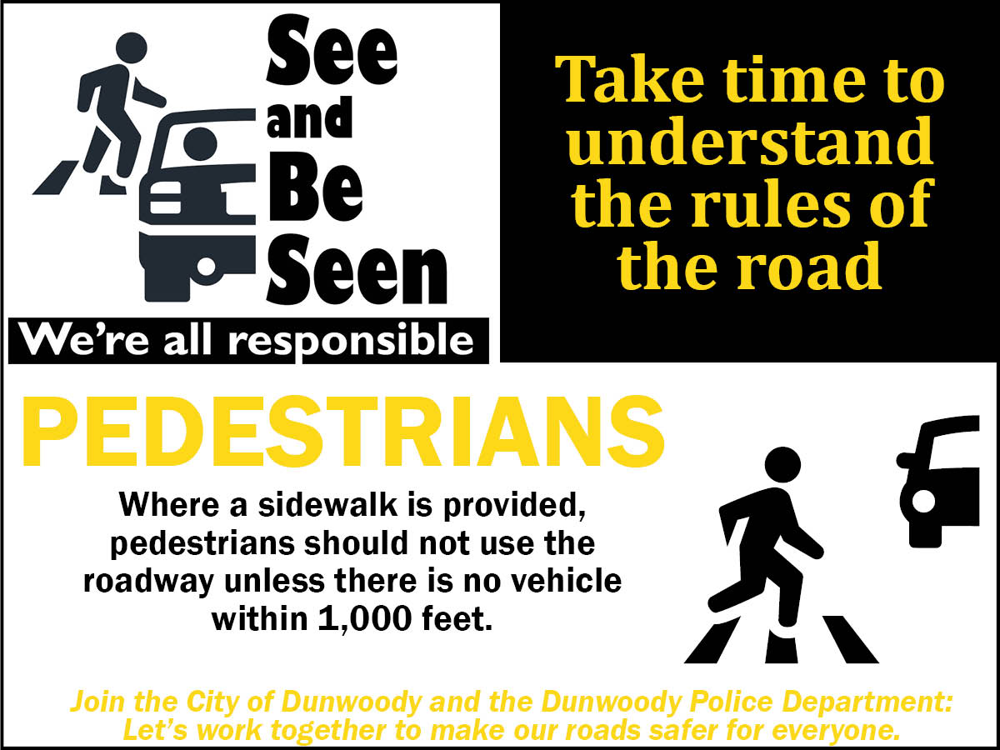 See
and
Be
Seen
We're all responsible
Take time to
understand
the rules of
the road
PEDESTRIANS
Where a sidewalk is provided,
pedestrians should not use the
roadway unless there is no vehicle
within 1,000 feet.
Join the City of Dunwoody and the Dunwoody Police Department:
Let's work together to make our roads safer for everyone.